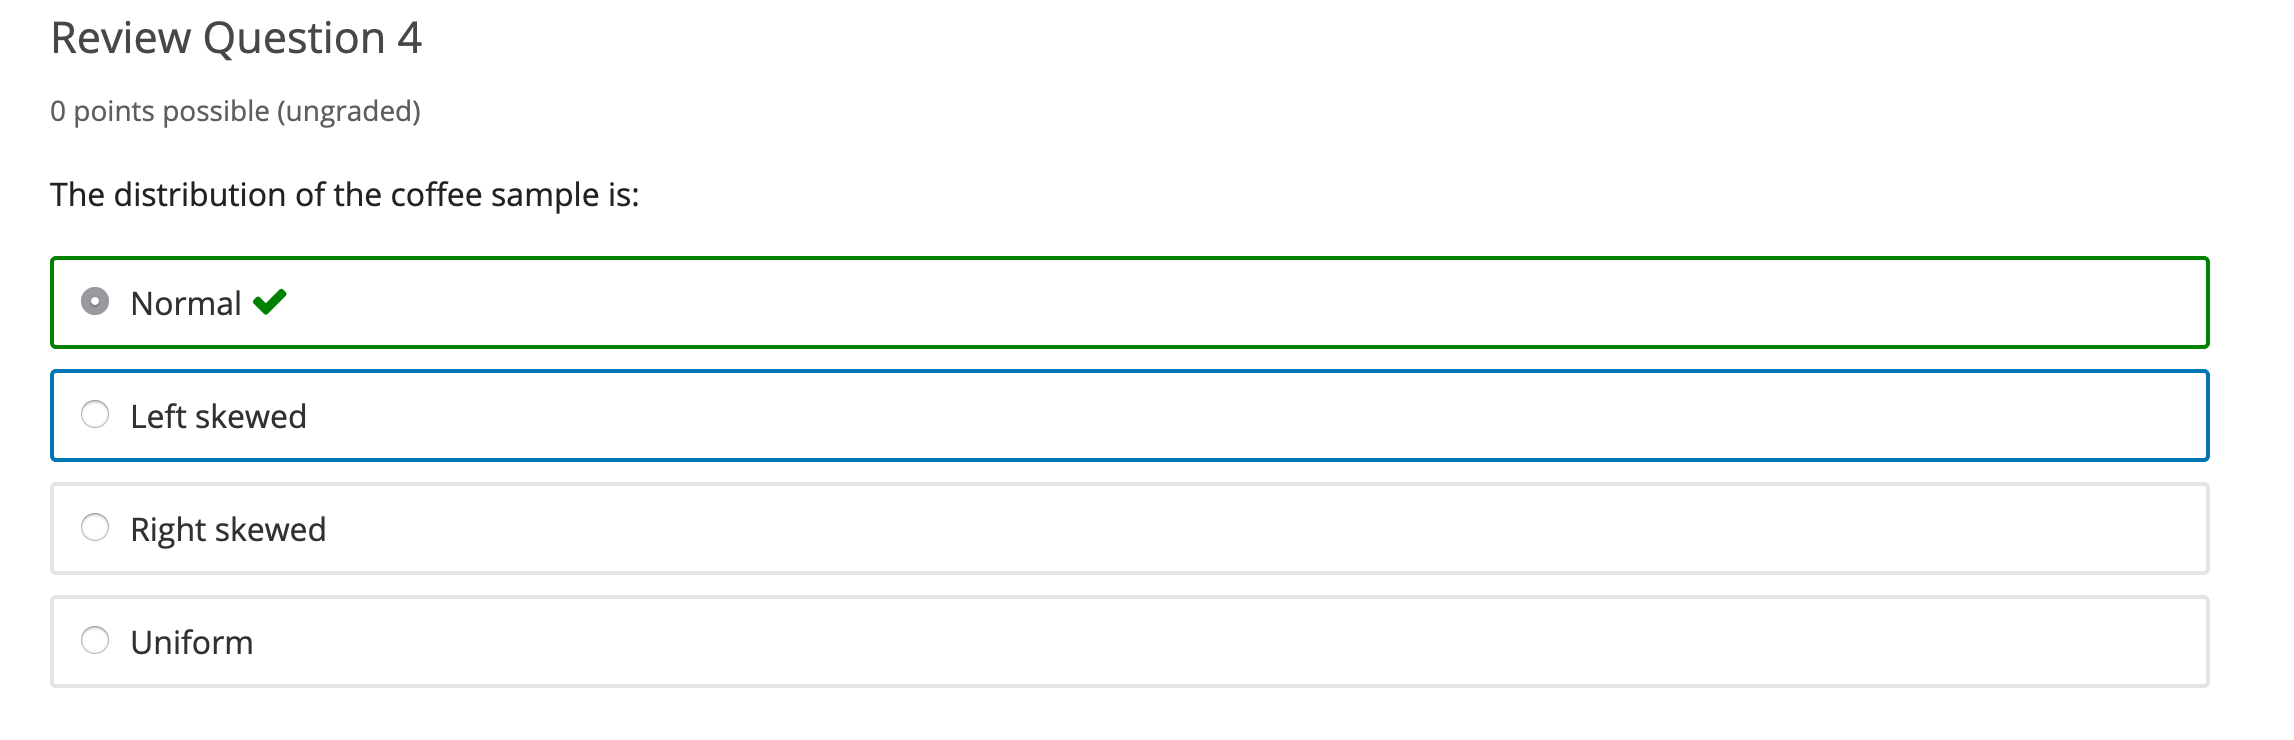 Review Question 4
0 points possible (ungraded)
The distribution of the coffee sample is:
Normal
Left skewed
Right skewed
Uniform